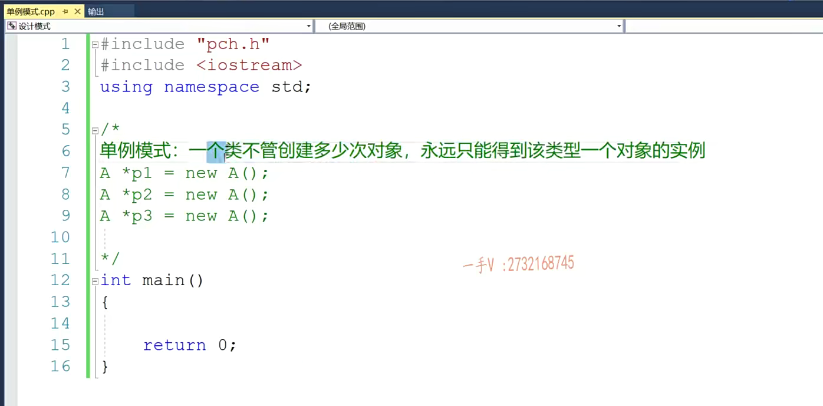 单例模式.cpp 输出
设计模式 (全局范围)
1 #include "pch.h"
2 #include <iostream>
3 using namespace std;
4
5 /*
6 单例模式：一个类不管创建多少次对象，永远只能得到该类型一个对象的实例
7 A *p1 = new A();
8 A *p2 = new A();
9 A *p3 = new A();
10
11 */
12 int main()
13 {
14
15 return 0;
16 }
一手V :2732168745